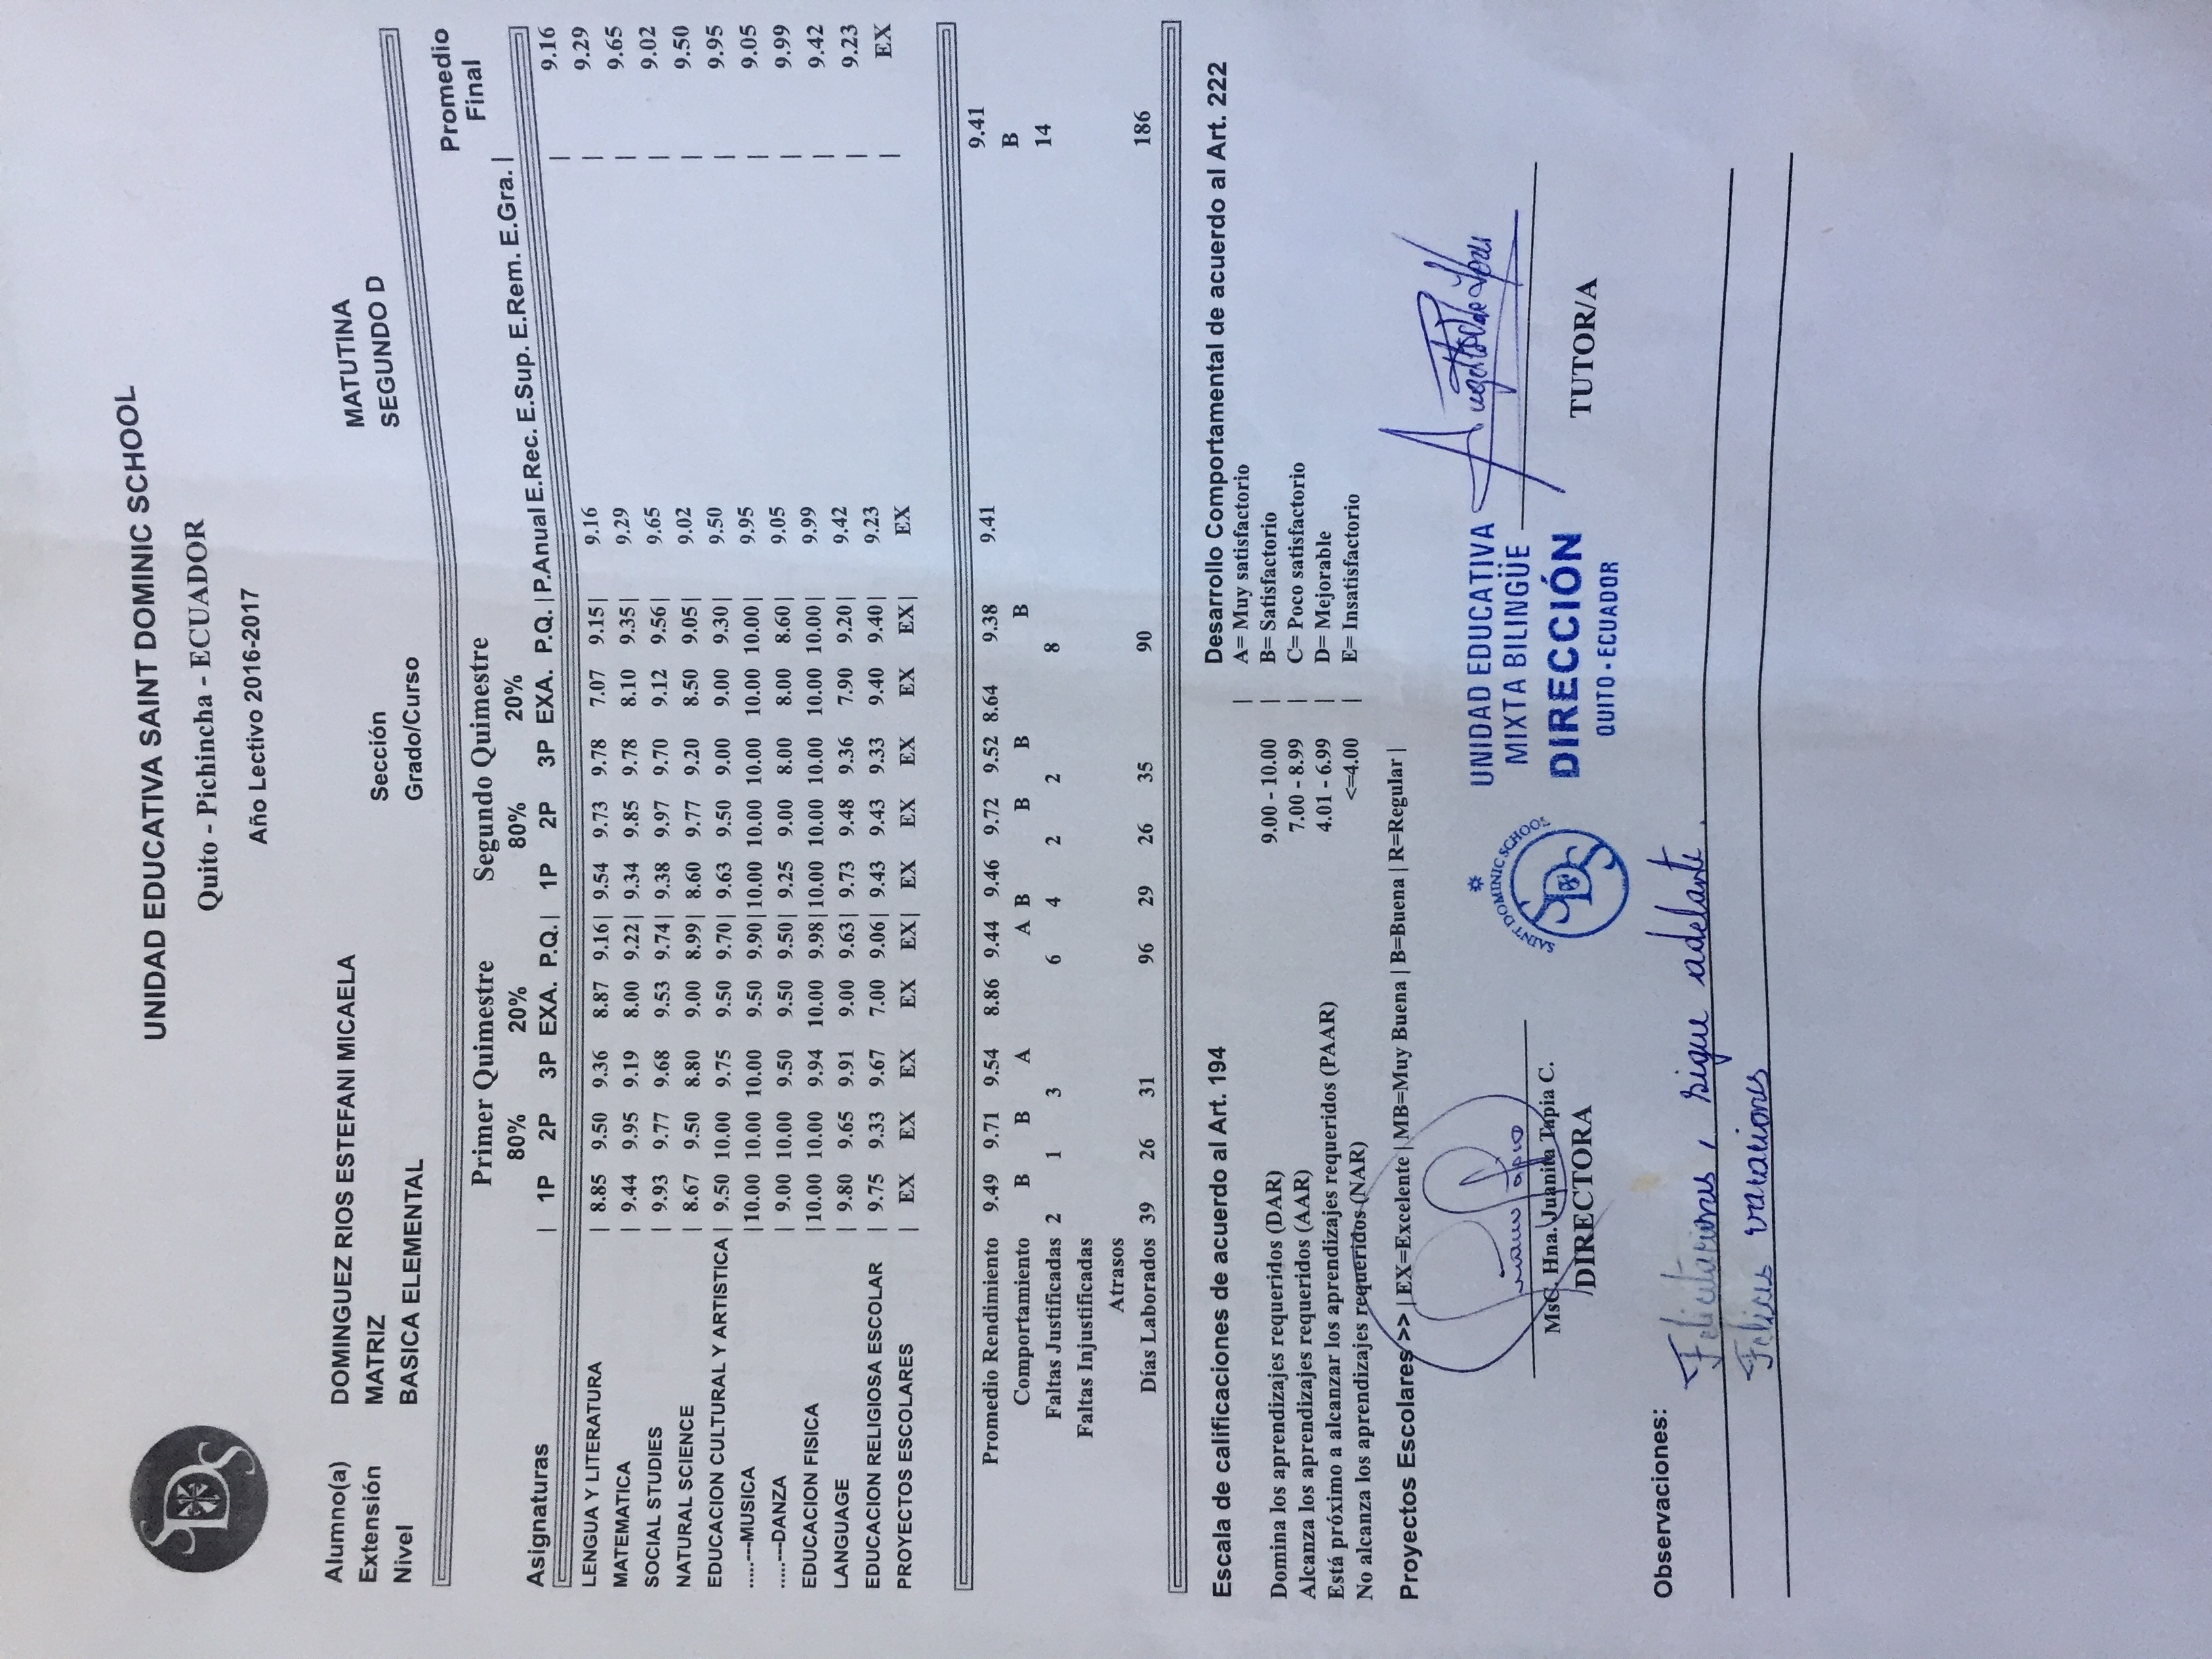 SDS
UNIDAD EDUCATIVA SAINT DOMINIC SCHOOL
Quito - Pichincha - ECUADOR
Año Lectivo 2016-2017
Alumno(a) DOMINGUEZ RIOS ESTEFANI MICAELA
Extensión MATRIZ Sección MATUTINA
Nivel BASICA ELEMENTAL Grado/Curso SEGUNDO D
Primer Quimestre Segundo Quimestre Promedio Final
80% 20% 80% 20%
Asignaturas | 1P 2P 3P EXA. P.Q.| 1P 2P 3P EXA. P.Q. |P.Anual E.Rec. E.Sup. E.Rem. E.Gra. |
LENGUA Y LITERATURA | 8.85 9.50 9.36 8.87 9.16| 9.54 9.73 9.78 7.07 9.15| 9.16 | 9.16
MATEMATICA | 9.44 9.95 9.19 8.00 9.22| 9.34 9.85 9.78 8.10 9.35| 9.29 | 9.29
SOCIAL STUDIES | 9.93 9.77 9.68 9.53 9.74| 9.38 9.97 9.70 9.12 9.56| 9.65 | 9.65
NATURAL SCIENCE | 8.67 9.50 8.80 9.00 8.99| 8.60 9.77 9.20 8.50 9.05| 9.02 | 9.02
EDUCACION CULTURAL Y ARTISTICA | 9.50 10.00 9.75 9.50 9.70| 9.63 9.50 9.00 9.00 9.30| 9.50 | 9.50
.....---MUSICA |10.00 10.00 10.00 9.50 9.90|10.00 10.00 10.00 10.00 10.00| 9.95 | 9.95
.....---DANZA | 9.00 10.00 9.50 9.50 9.50| 9.25 9.00 8.00 8.00 8.60| 9.05 | 9.05
EDUCACION FISICA |10.00 10.00 9.94 10.00 9.98|10.00 10.00 10.00 10.00 10.00| 9.99 | 9.99
LANGUAGE | 9.80 9.65 9.91 9.00 9.63| 9.73 9.48 9.36 7.90 9.20| 9.42 | 9.42
EDUCACION RELIGIOSA ESCOLAR | 9.75 9.33 9.67 7.00 9.06| 9.43 9.43 9.33 9.40 9.40| 9.23 | 9.23
PROYECTOS ESCOLARES | EX EX EX EX EX| EX EX EX EX EX| EX | EX
Promedio Rendimiento 9.49 9.71 9.54 8.86 9.44 9.46 9.72 9.52 8.64 9.38 9.41 9.41
Comportamiento B B A A B B B B B
Faltas Justificadas 2 1 3 6 4 2 2 8 14
Faltas Injustificadas
Atrasos
Días Laborados 39 26 31 96 29 26 35 90 186
Escala de calificaciones de acuerdo al Art. 194 Desarrollo Comportamental de acuerdo al Art. 222
| A= Muy satisfactorio
Domina los aprendizajes requeridos (DAR) 9.00 - 10.00 | B= Satisfactorio
Alcanza los aprendizajes requeridos (AAR) 7.00 - 8.99 | C= Poco satisfactorio
Está próximo a alcanzar los aprendizajes requeridos (PAAR) 4.01 - 6.99 | D= Mejorable
No alcanza los aprendizajes requeridos (NAR) <=4.00 | E= Insatisfactorio
Proyectos Escolares >> | EX=Excelente | MB=Muy Buena | B=Buena | R=Regular |
MsC. Hna. Juanita Tapia C.
DIRECTORA
SAINT DOMINIC SCHOOL
SDS
UNIDAD EDUCATIVA
MIXTA BILINGÜE
DIRECCIÓN
QUITO - ECUADOR
TUTOR/A
Observaciones:
Felicitaciones, sigue adelante.
Felices vacaciones